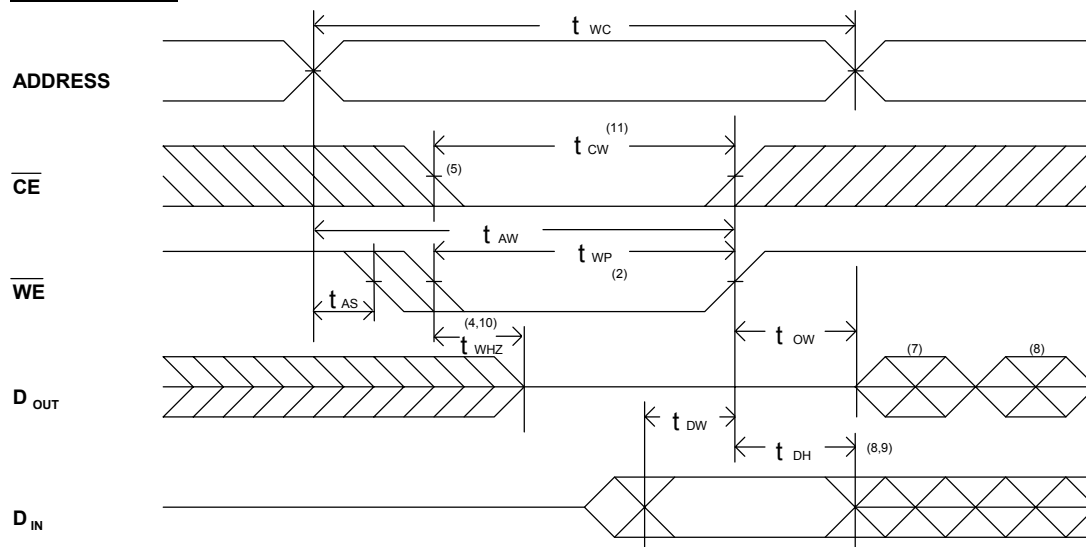 t WC
ADDRESS
(11)
t CW
(5)
CE
t AW
t WP
(2)
WE
t AS
(4,10)
t WHZ
t OW
(7)
(8)
D OUT
t DW
t DH
(8,9)
D IN